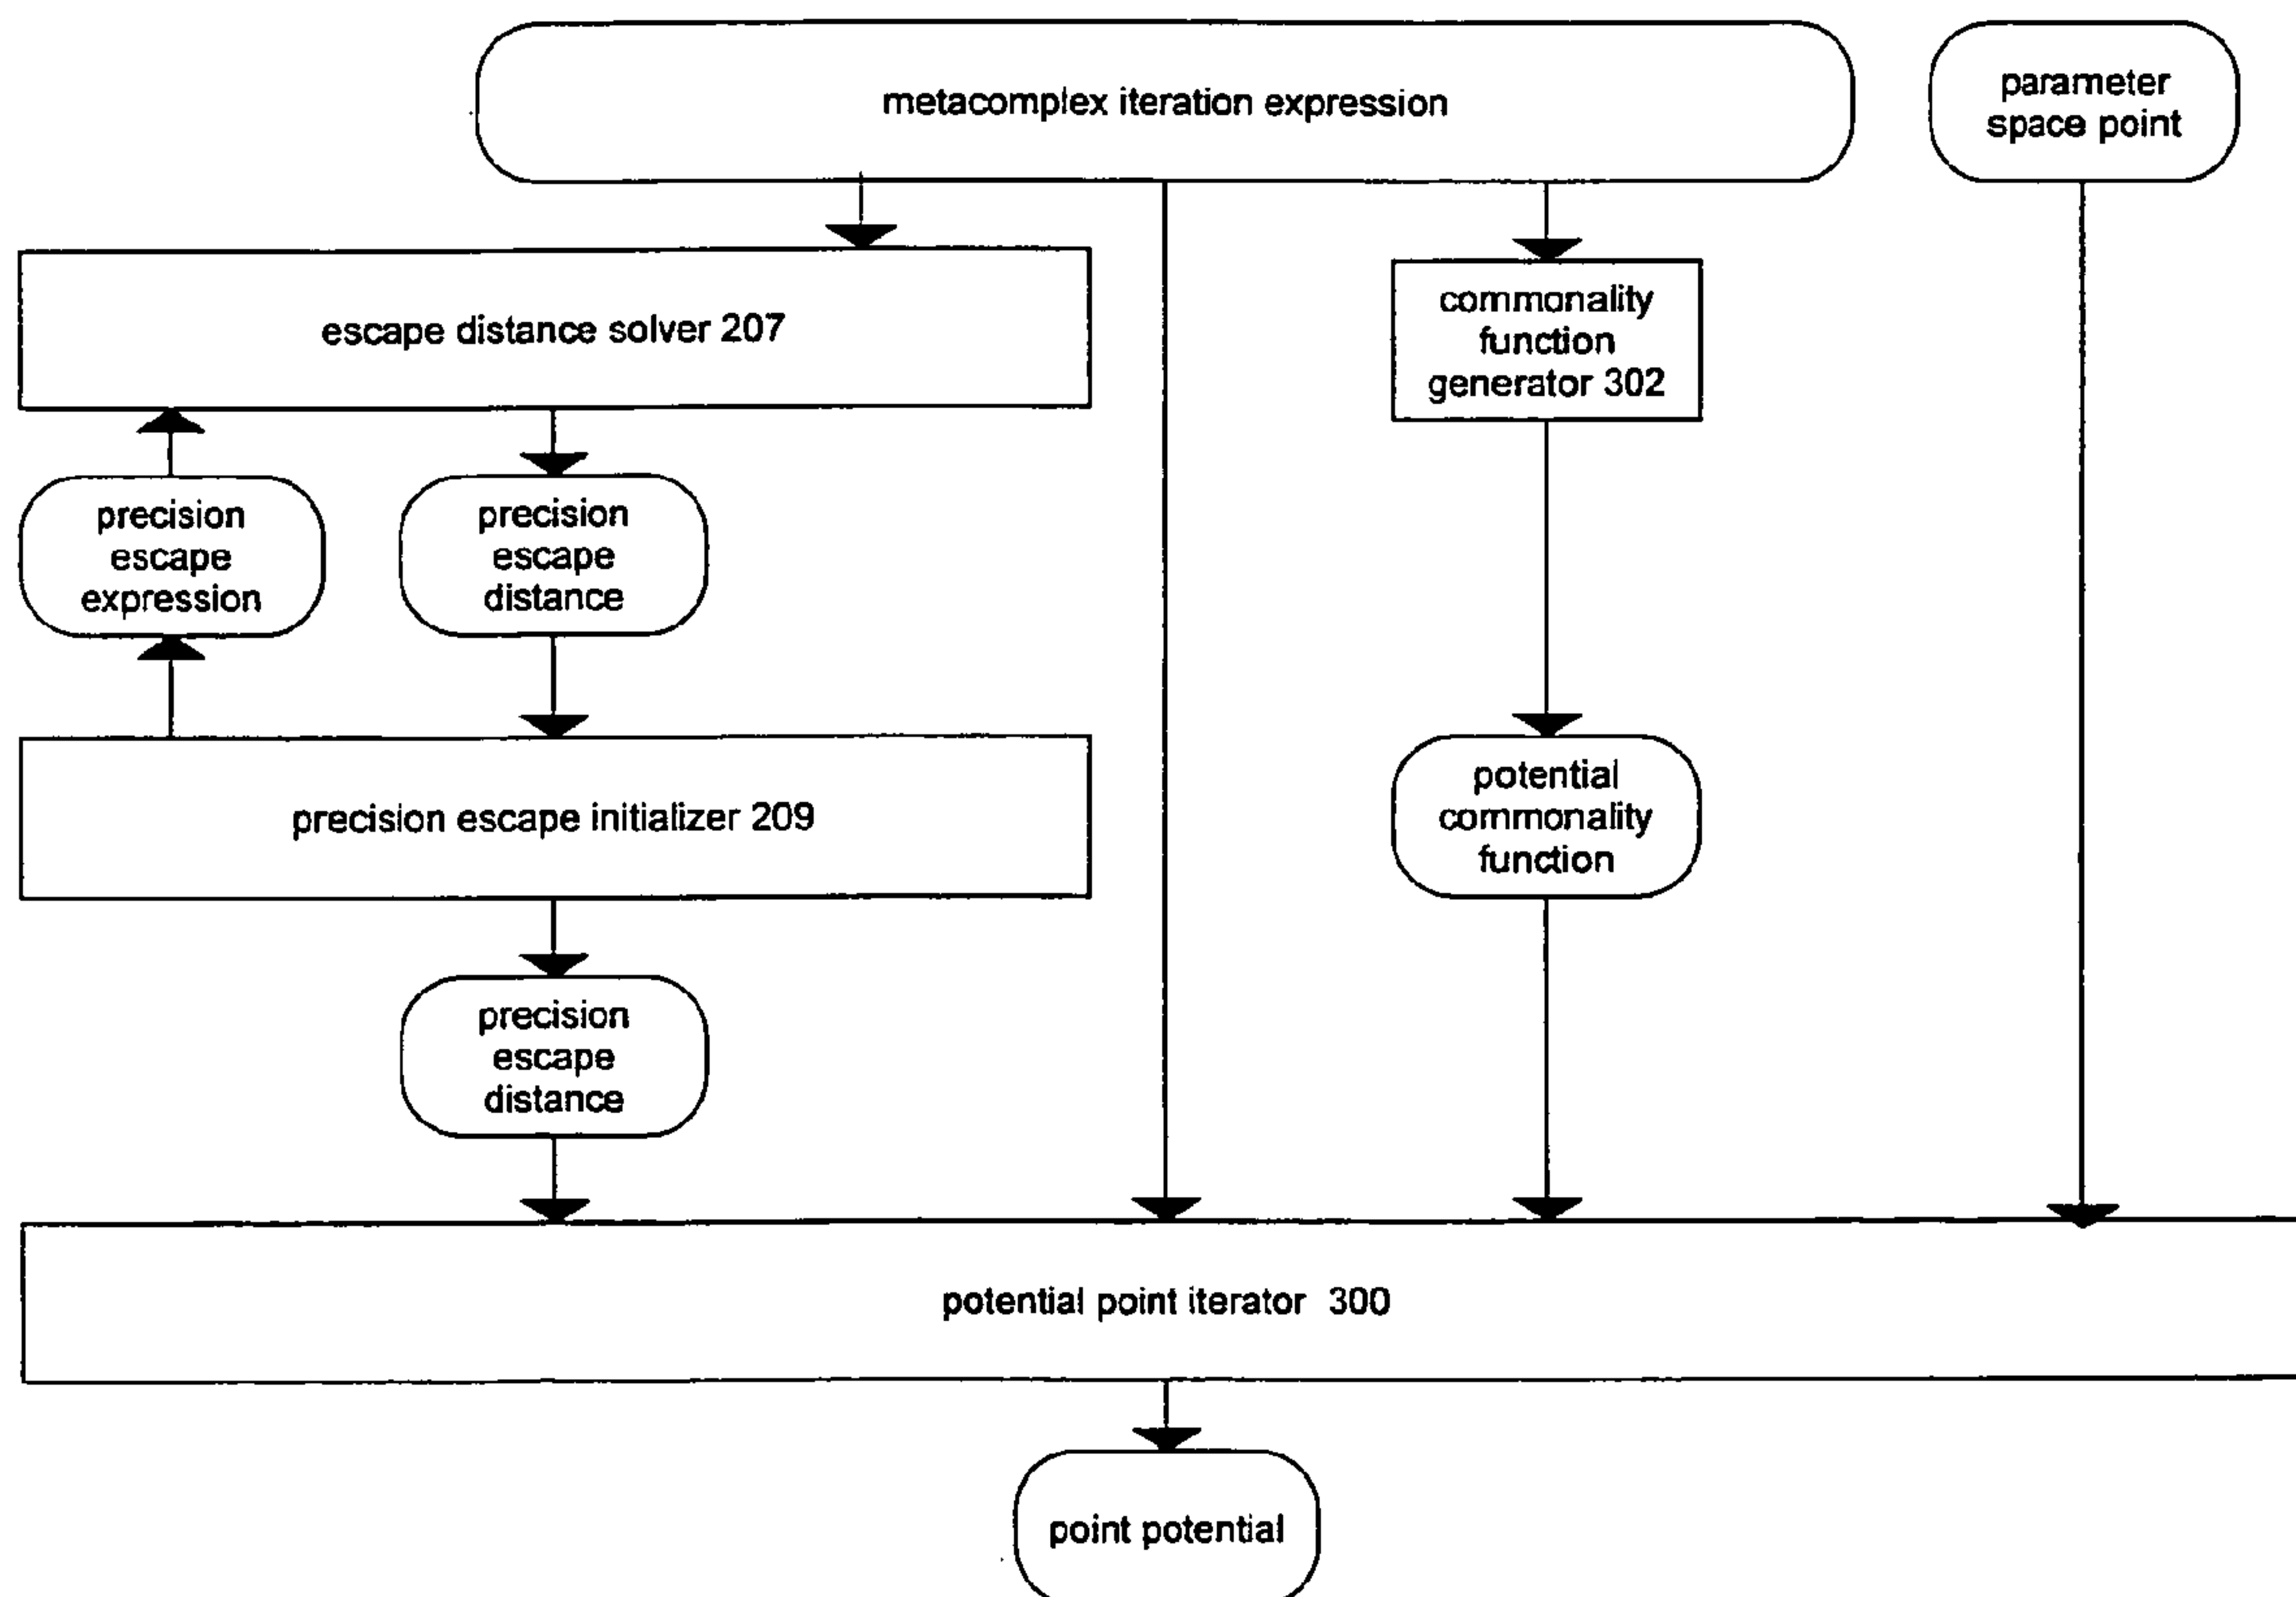 metacomplex iteration expression
parameter
space point
escape distance solver 207
commonality
function
generator 302
precision
escape
expression
precision
escape
distance
precision escape initializer 209
potential
commonality
function
precision
escape
distance
potential point iterator 300
point potential